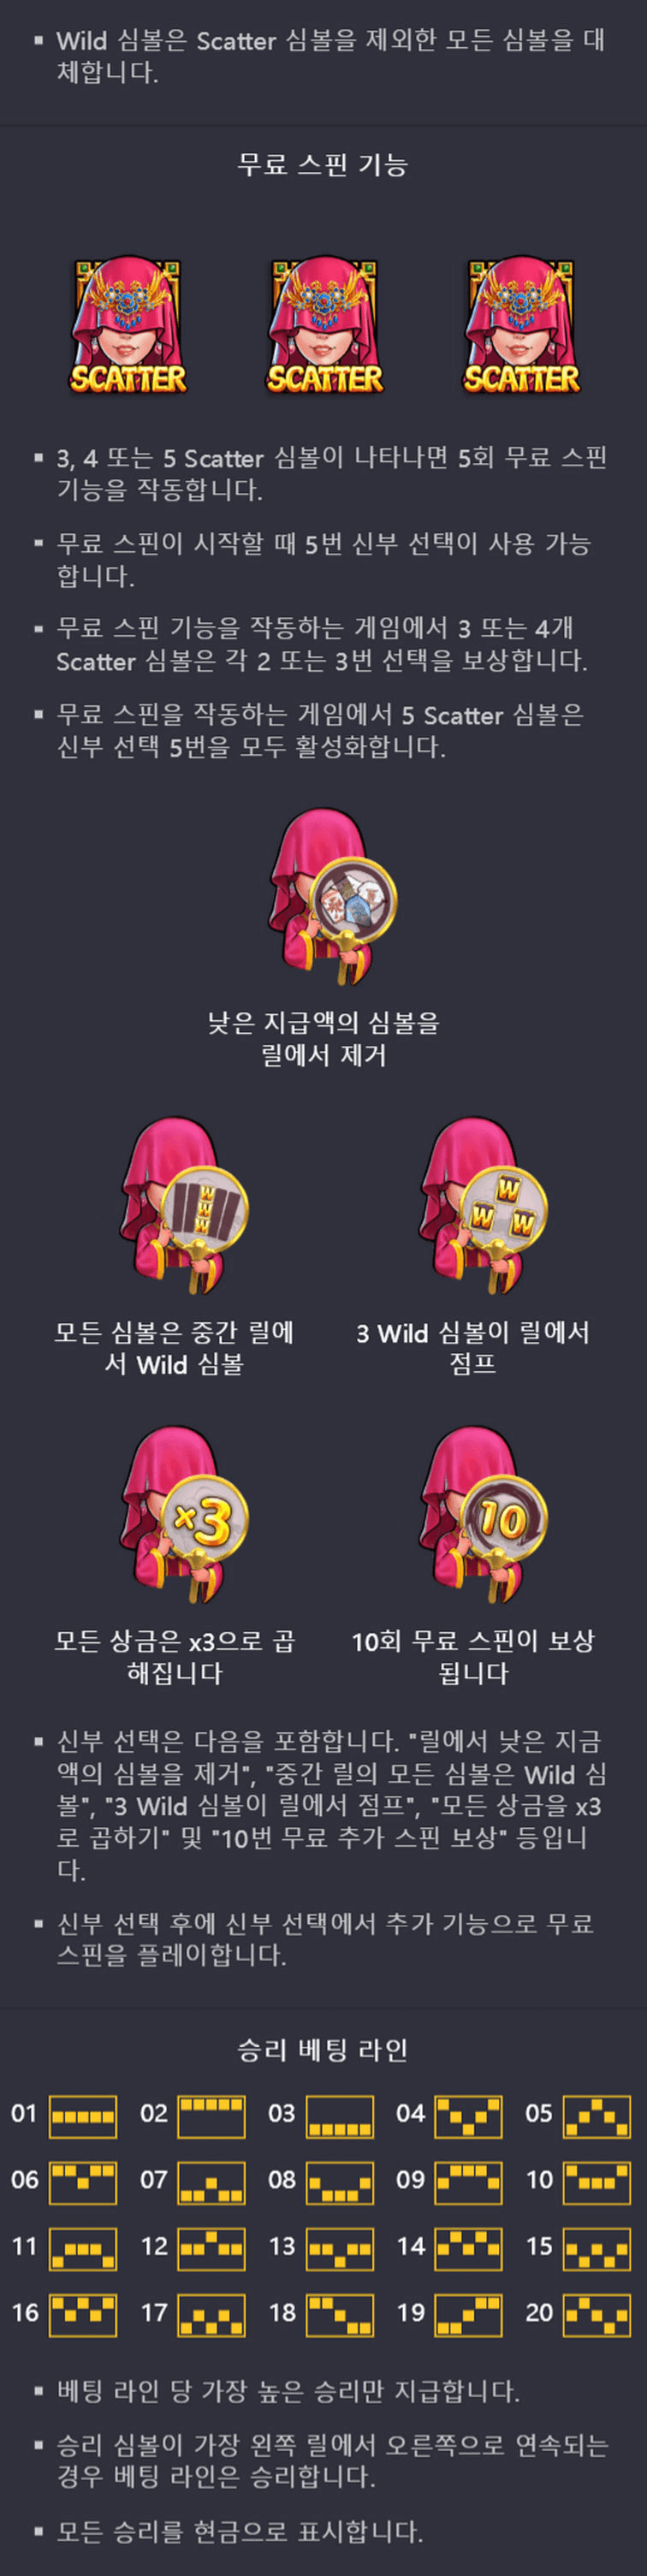 ▪ Wild 심볼은 Scatter 심볼을 제외한 모든 심볼을 대
체합니다.
무료 스핀 기능
SCATTER SCATTER SCATTER
▪ 3, 4 또는 5 Scatter 심볼이 나타나면 5회 무료 스핀
기능을 작동합니다.
▪ 무료 스핀이 시작할 때 5번 신부 선택이 사용 가능
합니다.
▪ 무료 스핀 기능을 작동하는 게임에서 3 또는 4개
Scatter 심볼은 각 2 또는 3번 선택을 보상합니다.
▪ 무료 스핀을 작동하는 게임에서 5 Scatter 심볼은
신부 선택 5번을 모두 활성화합니다.
낮은 지급액의 심볼을
릴에서 제거
W
W
W
W
W W
모든 심볼은 중간 릴에
서 Wild 심볼
3 Wild 심볼이 릴에서
점프
x3
10
모든 상금은 x3으로 곱
해집니다
10회 무료 스핀이 보상
됩니다
▪ 신부 선택은 다음을 포함합니다. "릴에서 낮은 지금
액의 심볼을 제거", "중간 릴의 모든 심볼은 Wild 심
볼", "3 Wild 심볼이 릴에서 점프", "모든 상금을 x3
로 곱하기" 및 "10번 무료 추가 스핀 보상" 등입니
다.
▪ 신부 선택 후에 신부 선택에서 추가 기능으로 무료
스핀을 플레이합니다.
승리 베팅 라인
01 02 03 04 05
06 07 08 09 10
11 12 13 14 15
16 17 18 19 20
▪ 베팅 라인 당 가장 높은 승리만 지급합니다.
▪ 승리 심볼이 가장 왼쪽 릴에서 오른쪽으로 연속되는
경우 베팅 라인은 승리합니다.
▪ 모든 승리를 현금으로 표시합니다.